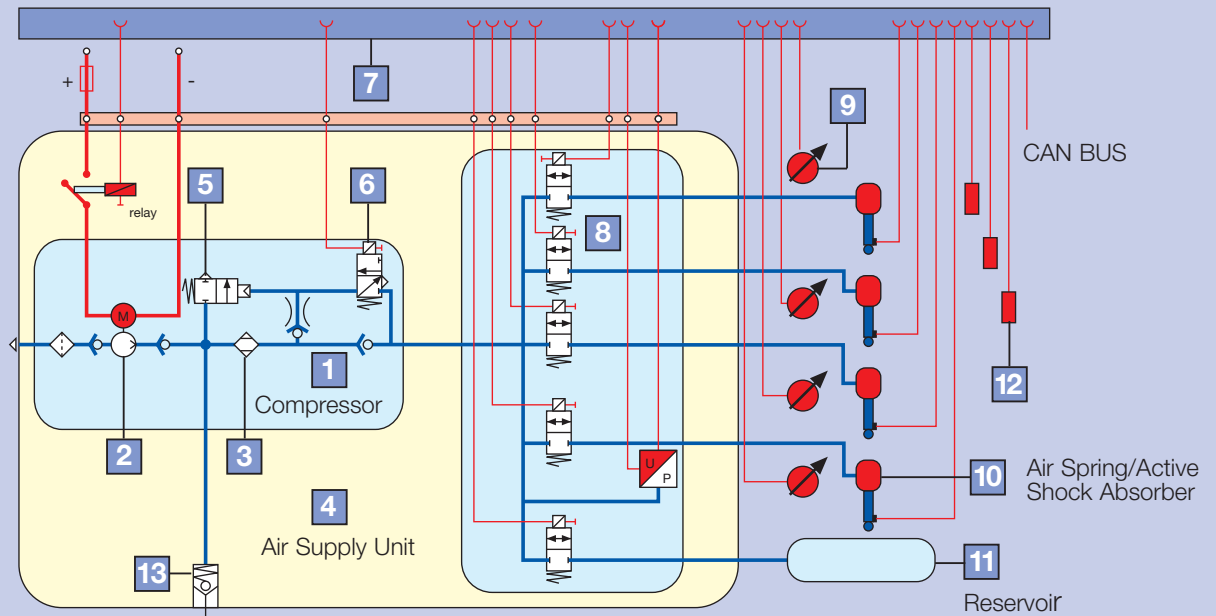 7
+
-
9
CAN BUS
relay
5
6
8
M
1
Compressor
12
2
3
U
P
10
Air Spring/Active
Shock Absorber
4
Air Supply Unit
13
11
Reservoir